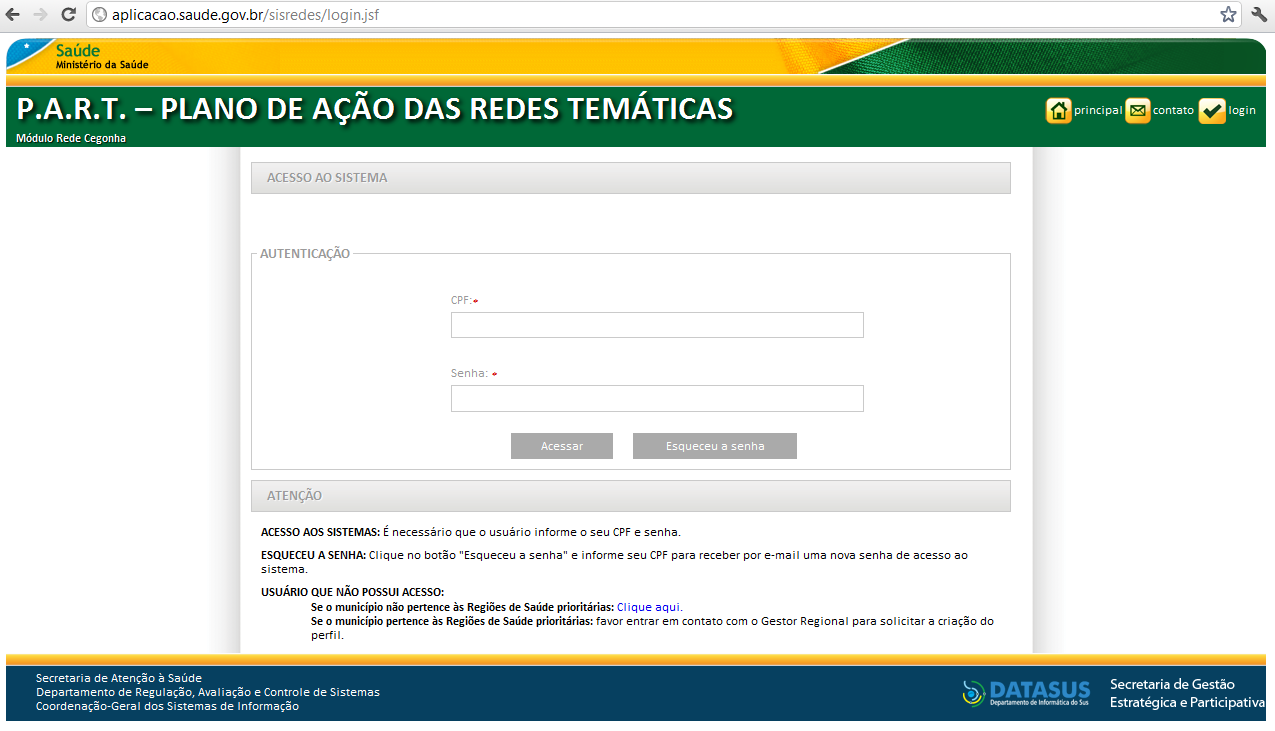 aplicacao.saude.gov.br/sisredes/login.jsf
Saúde
Ministério da Saúde
P.A.R.T. – PLANO DE AÇÃO DAS REDES TEMÁTICAS
Módulo Rede Cegonha
principal contato login
ACESSO AO SISTEMA
AUTENTICAÇÃO
CPF:*
Senha: *
Acessar Esqueceu a senha
ATENÇÃO
ACESSO AOS SISTEMAS: É necessário que o usuário informe o seu CPF e senha.
ESQUECEU A SENHA: Clique no botão "Esqueceu a senha" e informe seu CPF para receber por e-mail uma nova senha de acesso ao
sistema.
USUÁRIO QUE NÃO POSSUI ACESSO:
Se o município não pertence às Regiões de Saúde prioritárias: Clique aqui.
Se o município pertence às Regiões de Saúde prioritárias: favor entrar em contato com o Gestor Regional para solicitar a criação do
perfil.
Secretaria de Atenção à Saúde
Departamento de Regulação, Avaliação e Controle de Sistemas
Coordenação-Geral dos Sistemas de Informação
DATASUS
Departamento de Informática do Sus
Secretaria de Gestão
Estratégica e Participativa